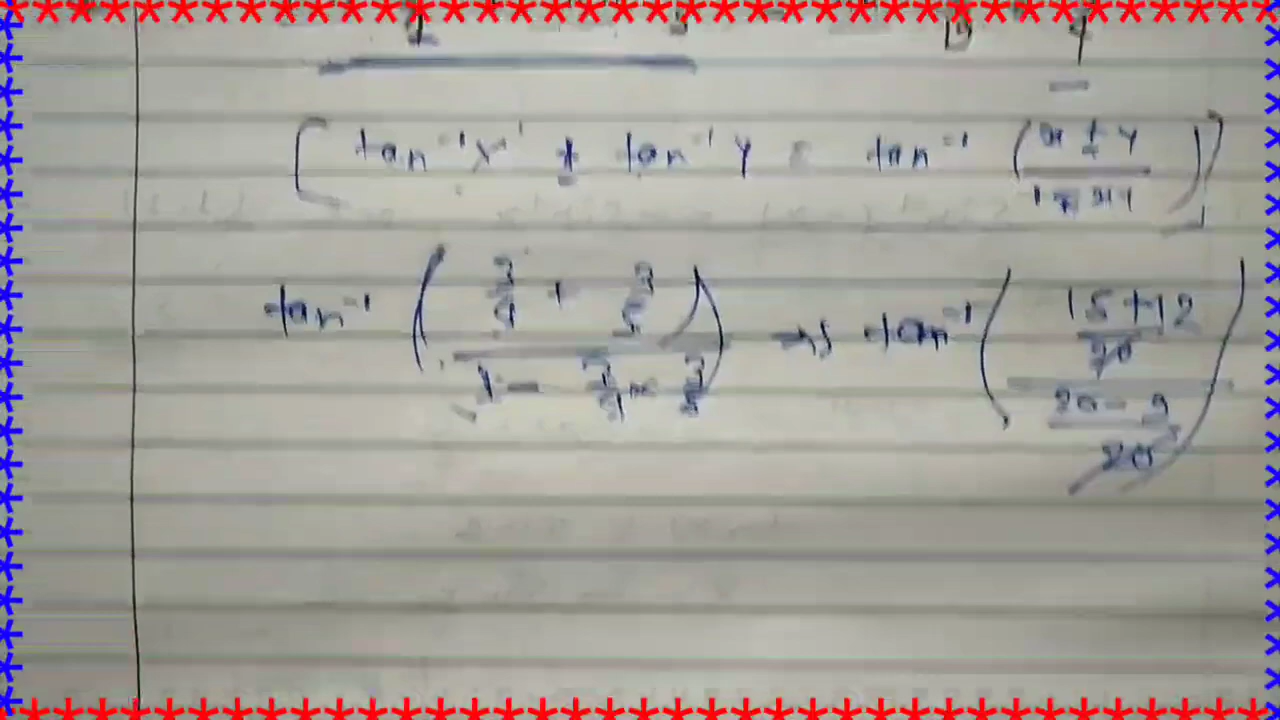 [ tan⁻¹x ± tan⁻¹ y = tan⁻¹ ( x ± y / 1 ∓ xy ) ]
tan⁻¹ ( 3/4 + 3/5 / 1 - 3/4 × 3/5 ) ⇒ tan⁻¹ ( 15+12/20 / 20-9/20 )